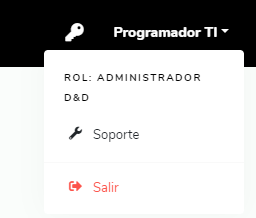 Programador TI
ROL: ADMINISTRADOR
D&D
Soporte
Salir